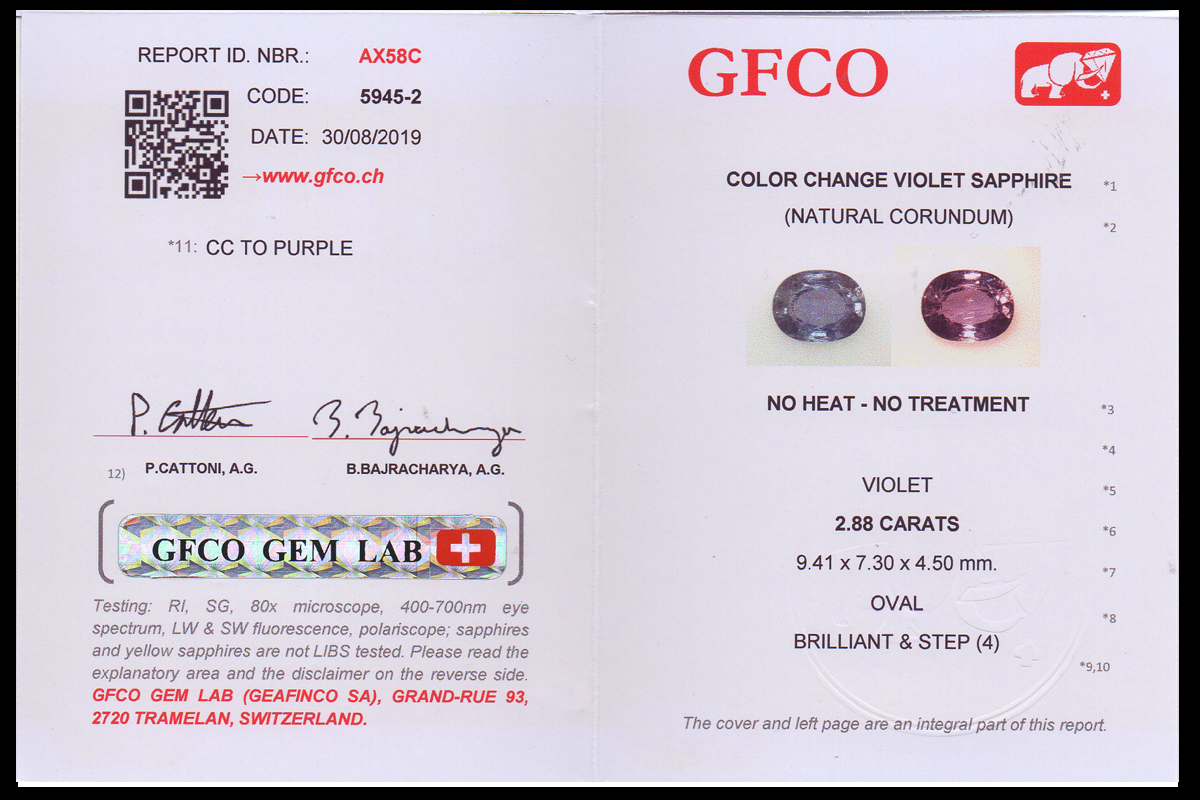 REPORT ID. NBR.: AX58C
CODE: 5945-2
DATE: 30/08/2019
→www.gfco.ch
*11: CC TO PURPLE
P. Cattoni B. Bajracharya
12) P.CATTONI, A.G. B.BAJRACHARYA, A.G.
GFCO GEM LAB
Testing: RI, SG, 80x microscope, 400-700nm eye
spectrum, LW & SW fluorescence, polariscope; sapphires
and yellow sapphires are not LIBS tested. Please read the
explanatory area and the disclaimer on the reverse side.
GFCO GEM LAB (GEAFINCO SA), GRAND-RUE 93,
2720 TRAMELAN, SWITZERLAND.
GFCO
COLOR CHANGE VIOLET SAPPHIRE *1
(NATURAL CORUNDUM) *2
NO HEAT - NO TREATMENT *3
*4
VIOLET *5
2.88 CARATS *6
9.41 x 7.30 x 4.50 mm. *7
OVAL *8
BRILLIANT & STEP (4)
*9,10
The cover and left page are an integral part of this report.